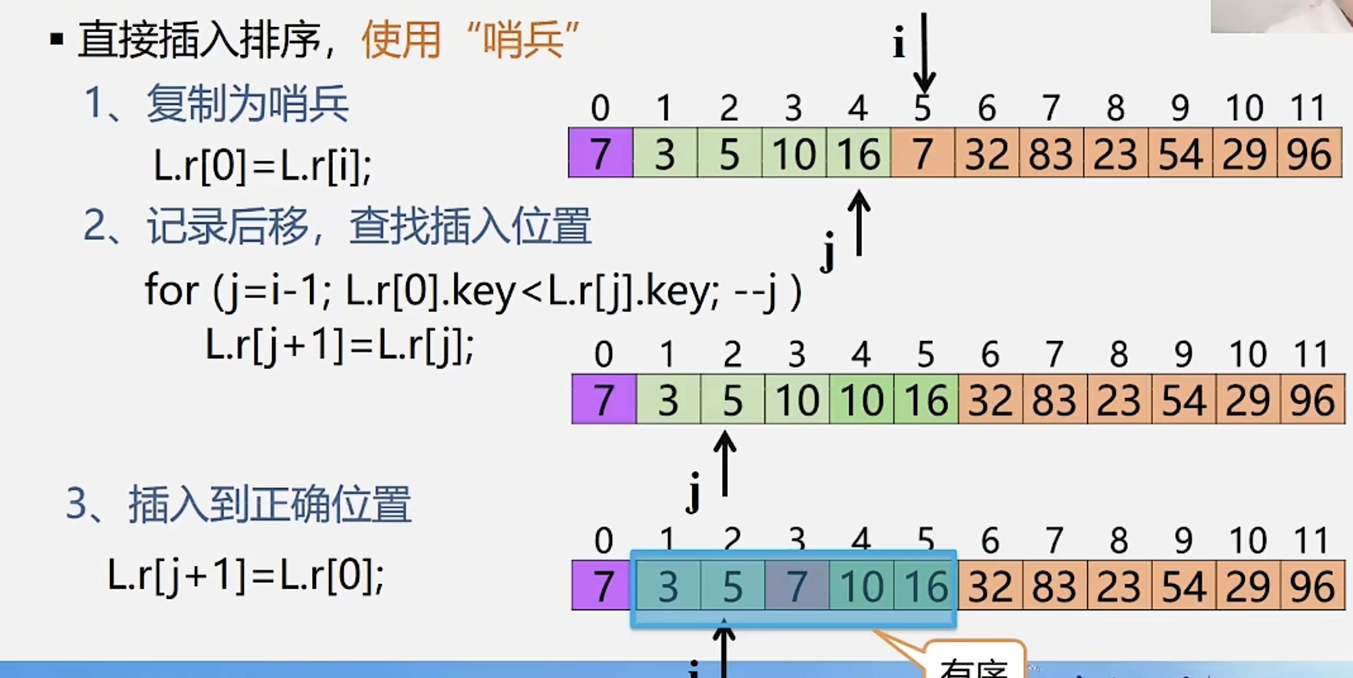 ▪ 直接插入排序，使用“哨兵”
i
1、复制为哨兵
0 1 2 3 4 5 6 7 8 9 10 11
7 3 5 10 16 7 32 83 23 54 29 96
L.r[0]=L.r[i];
2、记录后移，查找插入位置
j
for (j=i-1; L.r[0].key<L.r[j].key; --j )
L.r[j+1]=L.r[j];
0 1 2 3 4 5 6 7 8 9 10 11
7 3 5 10 10 16 32 83 23 54 29 96
j
3、插入到正确位置
0 1 2 3 4 5 6 7 8 9 10 11
7 3 5 7 10 16 32 83 23 54 29 96
L.r[j+1]=L.r[0];
有序